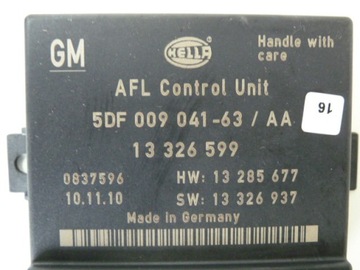 GM
HELLA
Handle with
care
AFL Control Unit
5DF 009 041-63 / AA
16
13 326 599
0837596 HW: 13 285 677
10.11.10 SW: 13 326 937
Made in Germany